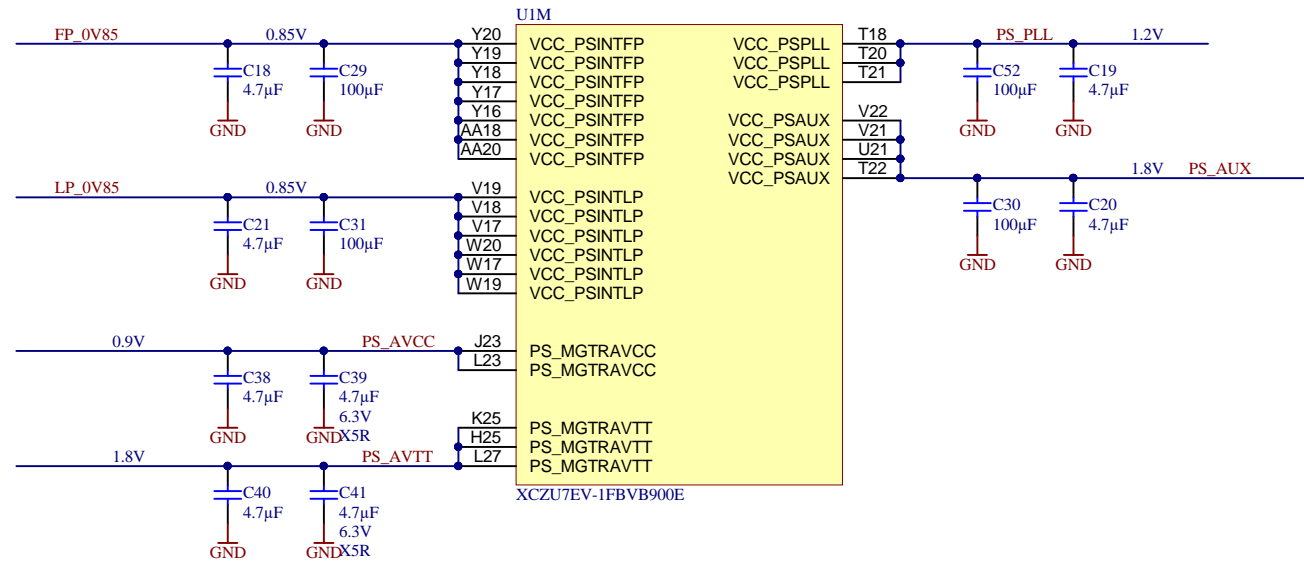 U1M
FP_0V85
0.85V
C18
4.7µF
GND
C29
100µF
GND
Y20
Y19
Y18
Y17
Y16
AA18
AA20
VCC_PSINTFP
VCC_PSINTFP
VCC_PSINTFP
VCC_PSINTFP
VCC_PSINTFP
VCC_PSINTFP
VCC_PSINTFP
LP_0V85
0.85V
C21
4.7µF
GND
C31
100µF
GND
V19
V18
V17
W20
W17
W19
VCC_PSINTLP
VCC_PSINTLP
VCC_PSINTLP
VCC_PSINTLP
VCC_PSINTLP
VCC_PSINTLP
0.9V
PS_AVCC
C38
4.7µF
GND
C39
4.7µF
6.3V
X5R
GND
J23
L23
PS_MGTRAVCC
PS_MGTRAVCC
1.8V
PS_AVTT
C40
4.7µF
GND
C41
4.7µF
6.3V
X5R
GND
K25
H25
L27
PS_MGTRAVTT
PS_MGTRAVTT
PS_MGTRAVTT
VCC_PSPLL
VCC_PSPLL
VCC_PSPLL
T18
T20
T21
PS_PLL
1.2V
C52
100µF
GND
C19
4.7µF
GND
VCC_PSAUX
VCC_PSAUX
VCC_PSAUX
VCC_PSAUX
V22
V21
U21
T22
1.8V
PS_AUX
C30
100µF
GND
C20
4.7µF
GND
XCZU7EV-1FBVB900E